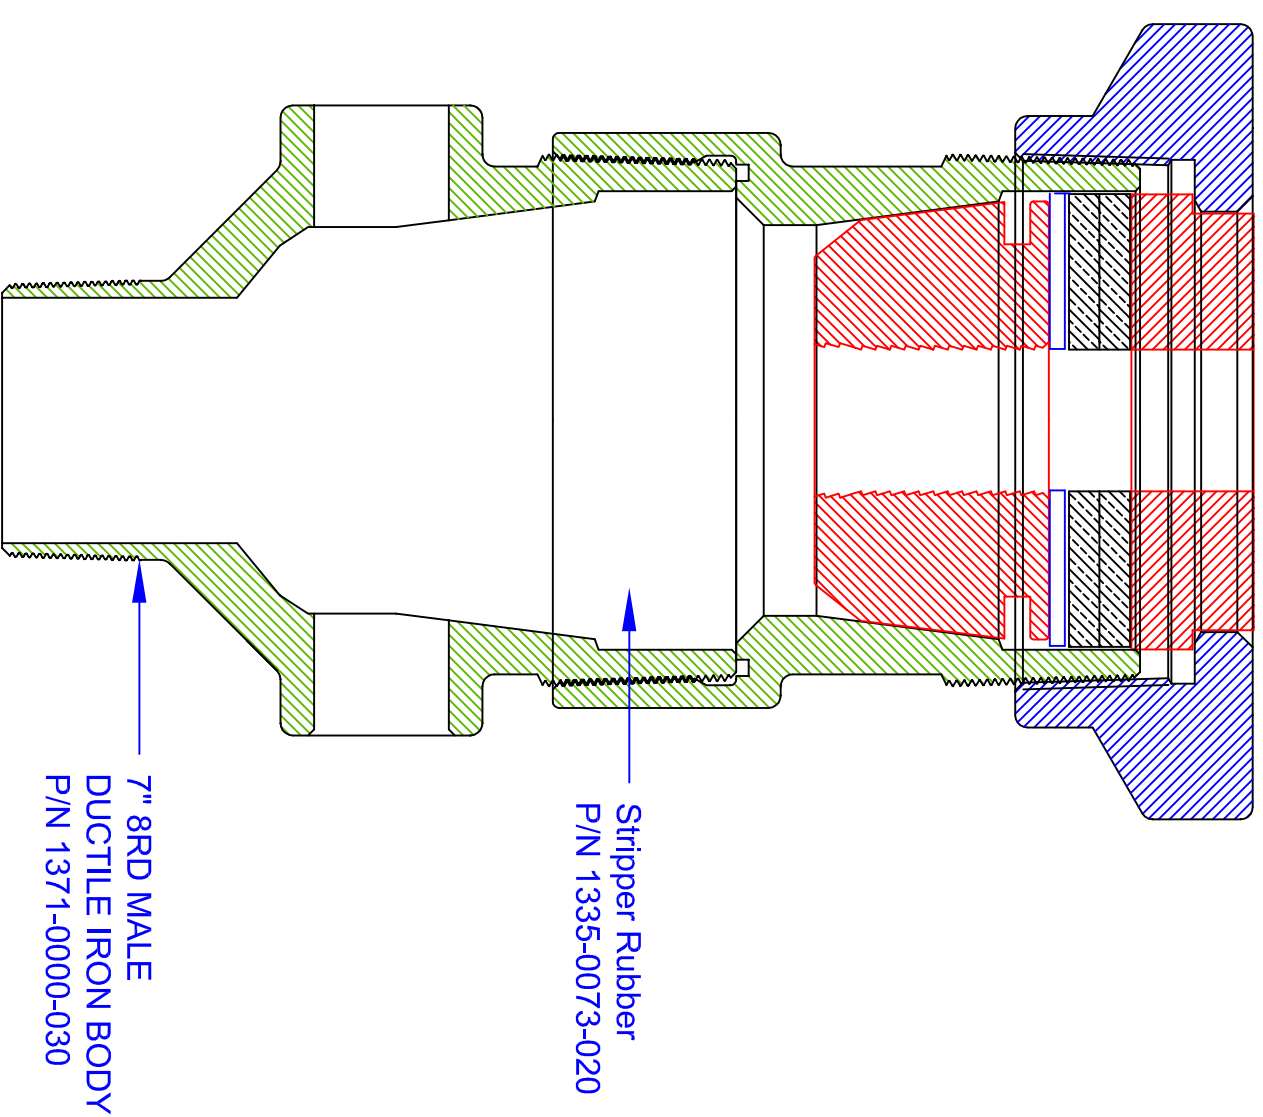 Stripper Rubber
P/N 1335-0073-020
7" 8RD MALE
DUCTILE IRON BODY
P/N 1371-0000-030